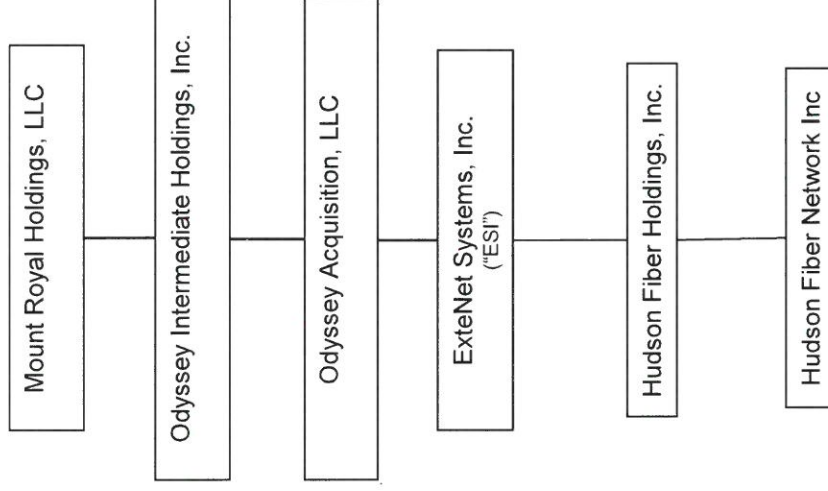 Mount Royal Holdings, LLC
Odyssey Intermediate Holdings, Inc.
Odyssey Acquisition, LLC
ExteNet Systems, Inc.
("ESI")
Hudson Fiber Holdings, Inc.
Hudson Fiber Network Inc